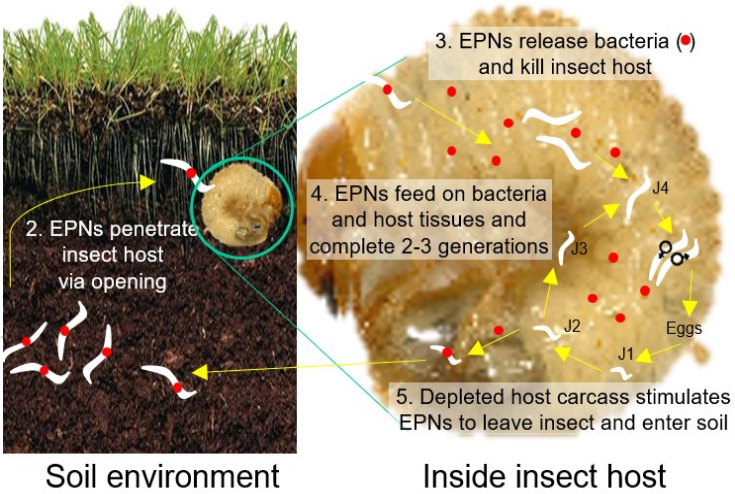 3. EPNs release bacteria (•)
and kill insect host
2. EPNs penetrate
insect host
via opening
4. EPNs feed on bacteria
and host tissues and
complete 2-3 generations
J4
J3
♀
♂
Eggs
J2
J1
5. Depleted host carcass stimulates
EPNs to leave insect and enter soil
Soil environment
Inside insect host